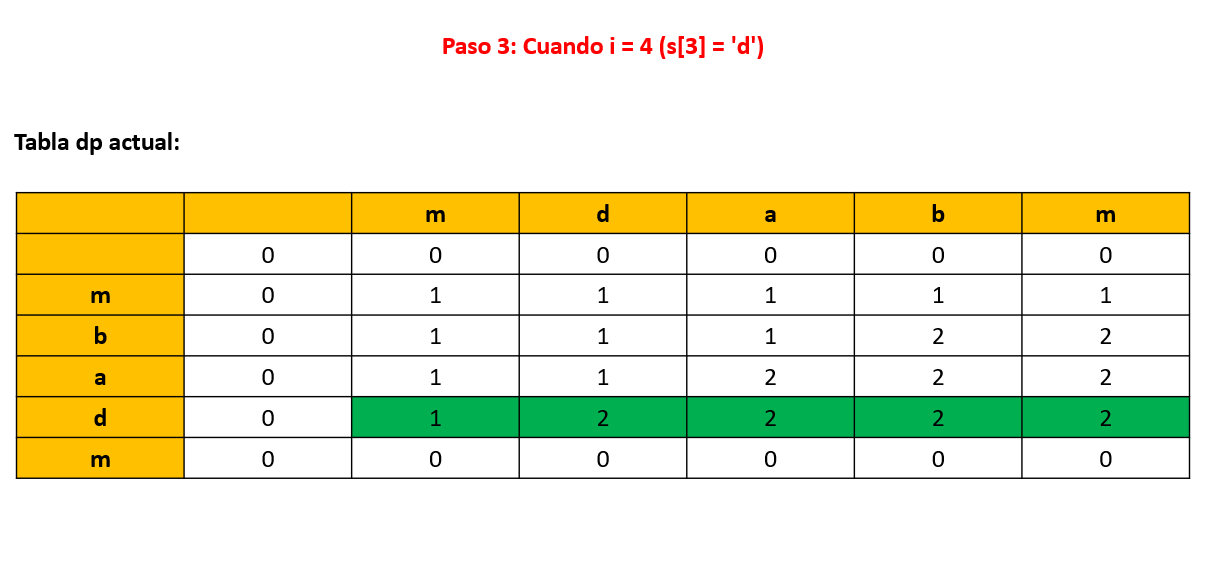 Paso 3: Cuando i = 4 (s[3] = 'd')
Tabla dp actual:
m d a b m
0 0 0 0 0 0
m 0 1 1 1 1 1
b 0 1 1 1 2 2
a 0 1 1 2 2 2
d 0 1 2 2 2 2
m 0 0 0 0 0 0